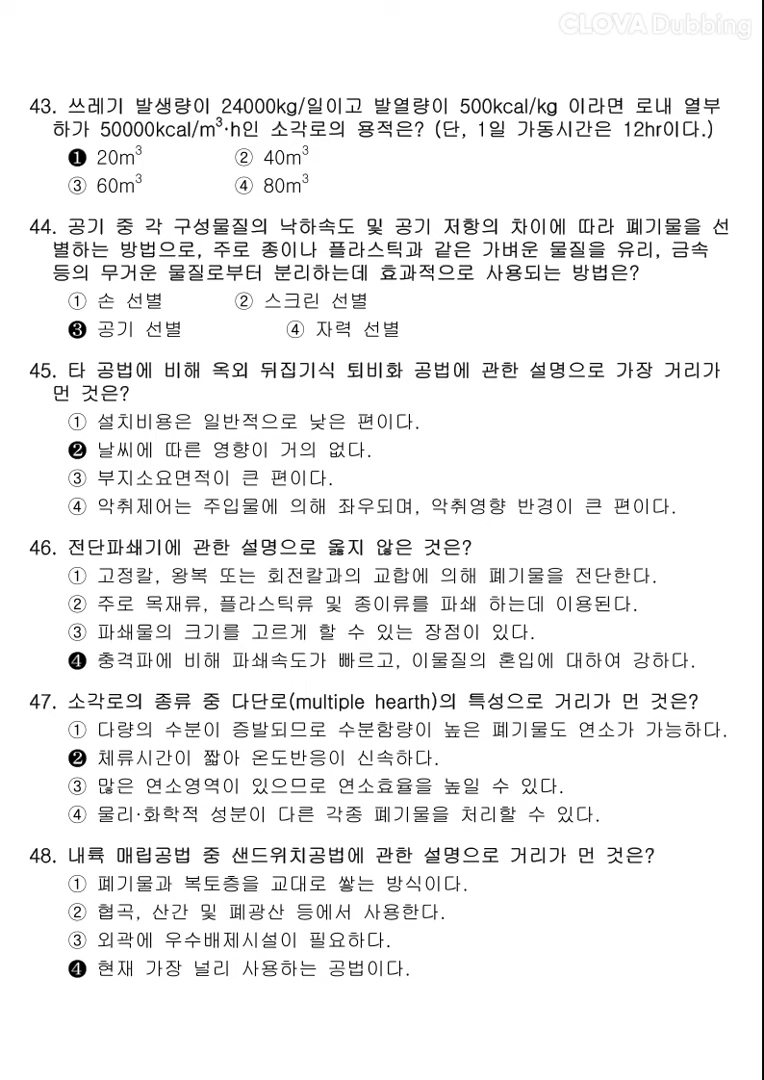 CLOVA Dubbing
43. 쓰레기 발생량이 24000kg/일이고 발열량이 500kcal/kg 이라면 로내 열부
하가 50000kcal/m³·h인 소각로의 용적은? (단, 1일 가동시간은 12hr이다.)
❶ 20m³ ② 40m³
③ 60m³ ④ 80m³
44. 공기 중 각 구성물질의 낙하속도 및 공기 저항의 차이에 따라 폐기물을 선
별하는 방법으로, 주로 종이나 플라스틱과 같은 가벼운 물질을 유리, 금속
등의 무거운 물질로부터 분리하는데 효과적으로 사용되는 방법은?
① 손 선별 ② 스크린 선별
❸ 공기 선별 ④ 자력 선별
45. 타 공법에 비해 옥외 뒤집기식 퇴비화 공법에 관한 설명으로 가장 거리가
먼 것은?
① 설치비용은 일반적으로 낮은 편이다.
❷ 날씨에 따른 영향이 거의 없다.
③ 부지소요면적이 큰 편이다.
④ 악취제어는 주입물에 의해 좌우되며, 악취영향 반경이 큰 편이다.
46. 전단파쇄기에 관한 설명으로 옳지 않은 것은?
① 고정칼, 왕복 또는 회전칼과의 교합에 의해 폐기물을 전단한다.
② 주로 목재류, 플라스틱류 및 종이류를 파쇄 하는데 이용된다.
③ 파쇄물의 크기를 고르게 할 수 있는 장점이 있다.
❹ 충격파에 비해 파쇄속도가 빠르고, 이물질의 혼입에 대하여 강하다.
47. 소각로의 종류 중 다단로(multiple hearth)의 특성으로 거리가 먼 것은?
① 다량의 수분이 증발되므로 수분함량이 높은 폐기물도 연소가 가능하다.
❷ 체류시간이 짧아 온도반응이 신속하다.
③ 많은 연소영역이 있으므로 연소효율을 높일 수 있다.
④ 물리·화학적 성분이 다른 각종 폐기물을 처리할 수 있다.
48. 내륙 매립공법 중 샌드위치공법에 관한 설명으로 거리가 먼 것은?
① 폐기물과 복토층을 교대로 쌓는 방식이다.
② 협곡, 산간 및 폐광산 등에서 사용한다.
③ 외곽에 우수배제시설이 필요하다.
❹ 현재 가장 널리 사용하는 공법이다.